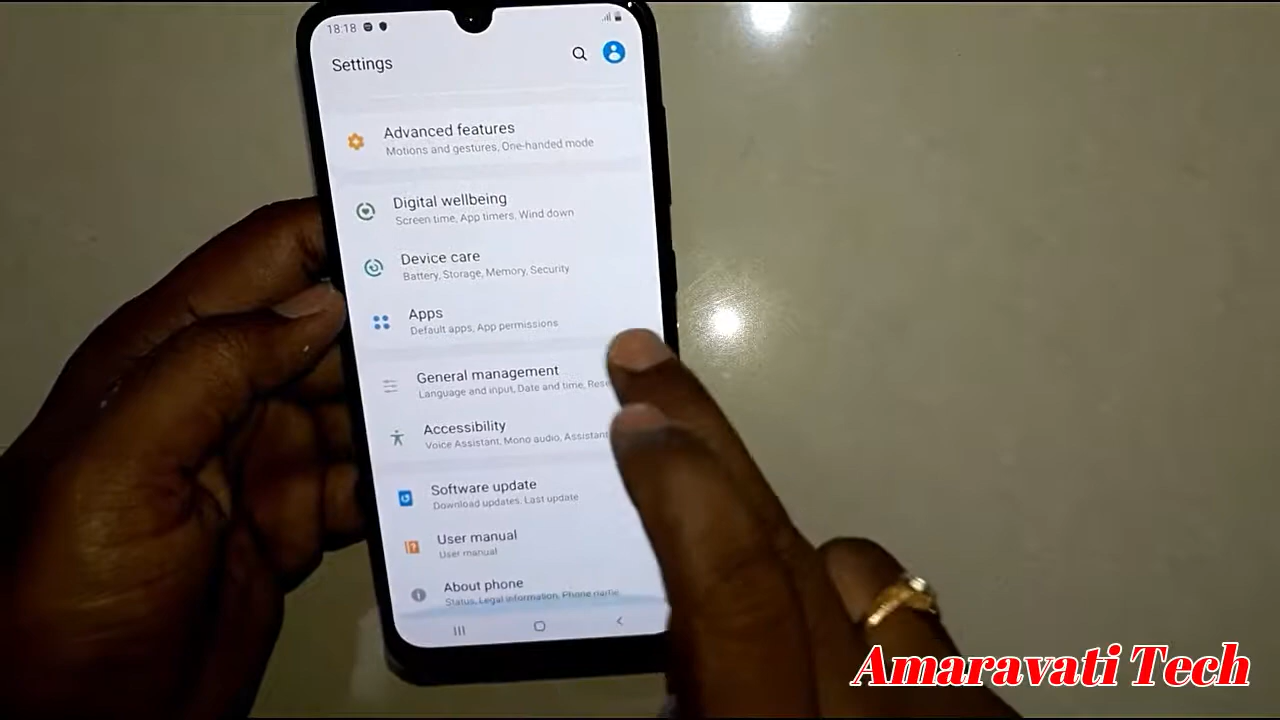 18:18
Settings
Advanced features
Motions and gestures, One-handed mode
Digital wellbeing
Screen time, App timers, Wind down
Device care
Battery, Storage, Memory, Security
Apps
Default apps, App permissions
General management
Language and input, Date and time, Rese
Accessibility
Voice Assistant, Mono audio, Assistant
Software update
Download updates, Last update
User manual
User manual
About phone
Status, Legal information, Phone name
Amaravati Tech